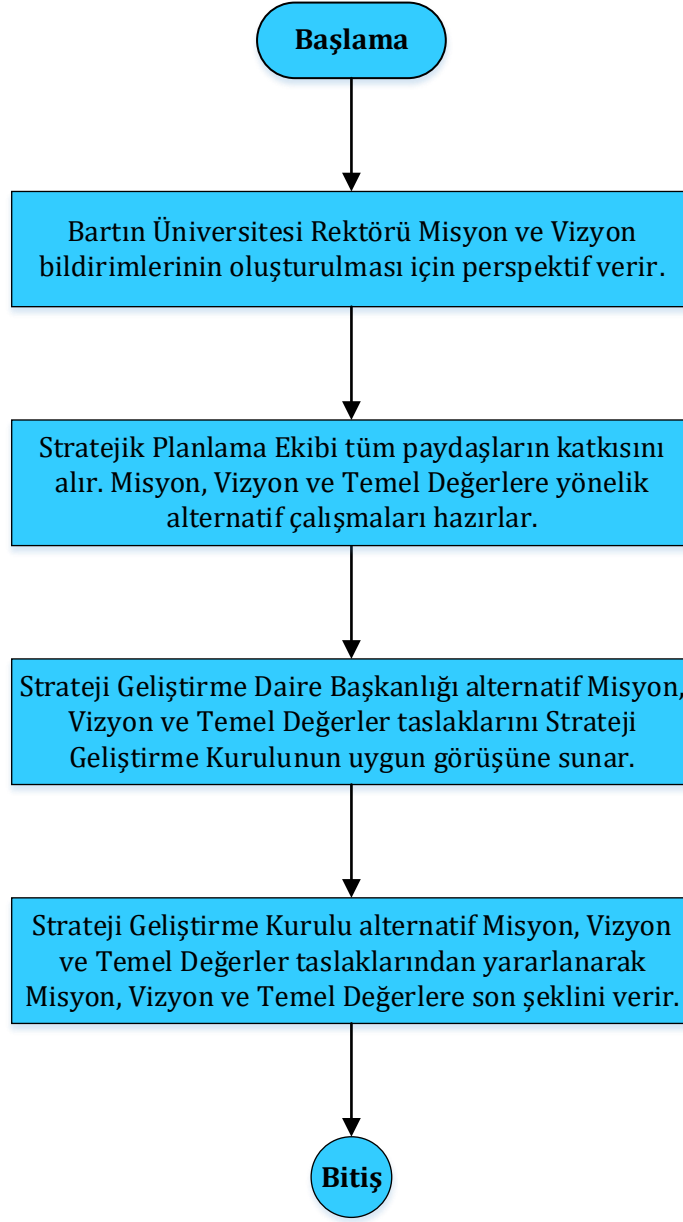 Başlama
Bartın Üniversitesi Rektörü Misyon ve Vizyon
bildirimlerinin oluşturulması için perspektif verir.
Stratejik Planlama Ekibi tüm paydaşların katkısını
alır. Misyon, Vizyon ve Temel Değerlere yönelik
alternatif çalışmaları hazırlar.
Strateji Geliştirme Daire Başkanlığı alternatif Misyon,
Vizyon ve Temel Değerler taslaklarını Strateji
Geliştirme Kurulunun uygun görüşüne sunar.
Strateji Geliştirme Kurulu alternatif Misyon, Vizyon
ve Temel Değerler taslaklarından yararlanarak
Misyon, Vizyon ve Temel Değerlere son şeklini verir.
Bitiş